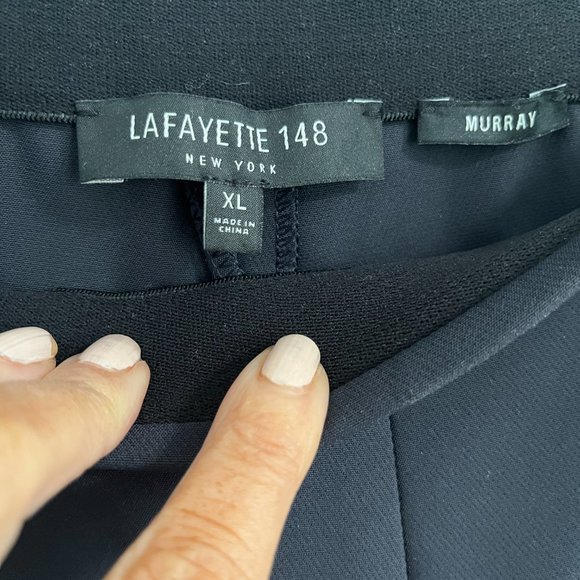 LAFAYETTE 148
NEW YORK
MURRAY
XL
MADE IN
CHINA